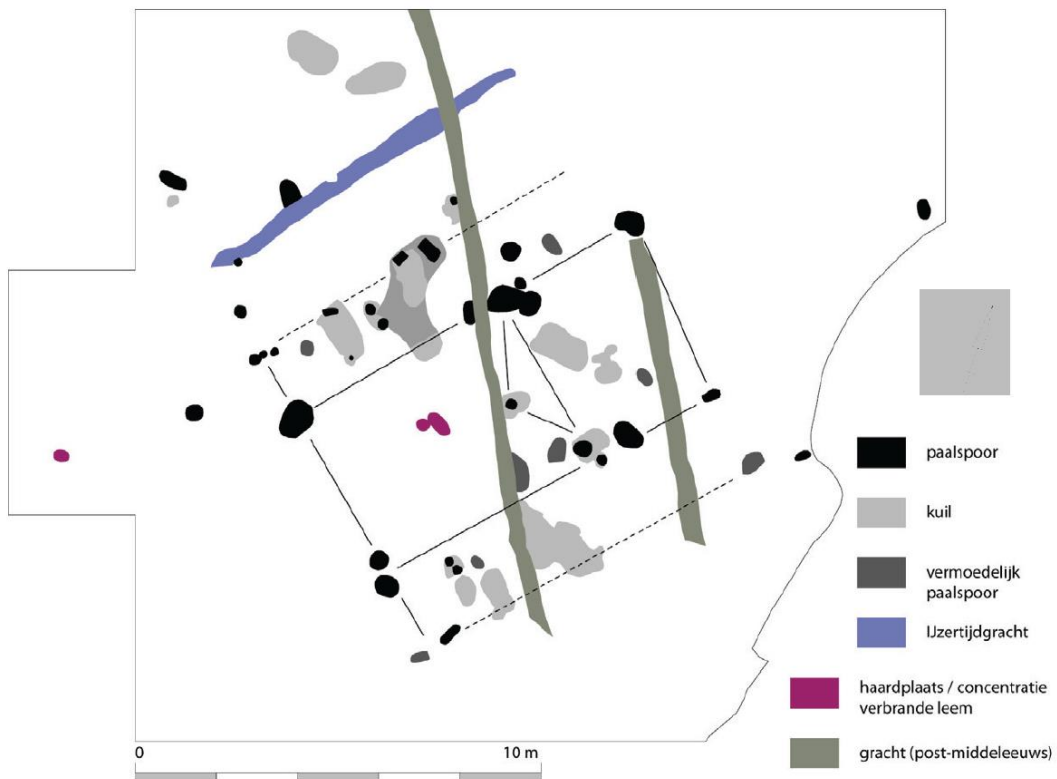 paalspoor
kuil
vermoedelijk
paalspoor
IJzertijdgracht
haardplaats / concentratie
verbrande leem
gracht (post-middeleeuws)
0 10 m